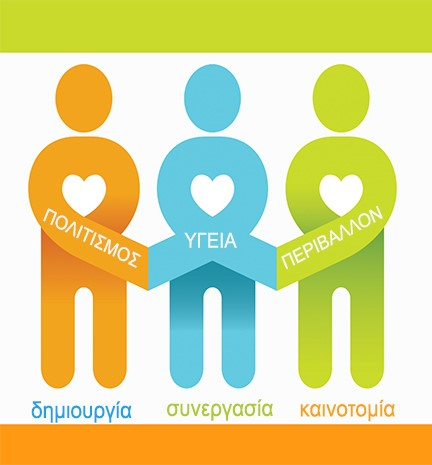 ΠΟΛΙΤΙΣΜΟΣ
ΥΓΕΙΑ
ΠΕΡΙΒΑΛΛΟΝ
δημιουργία
συνεργασία
καινοτομία